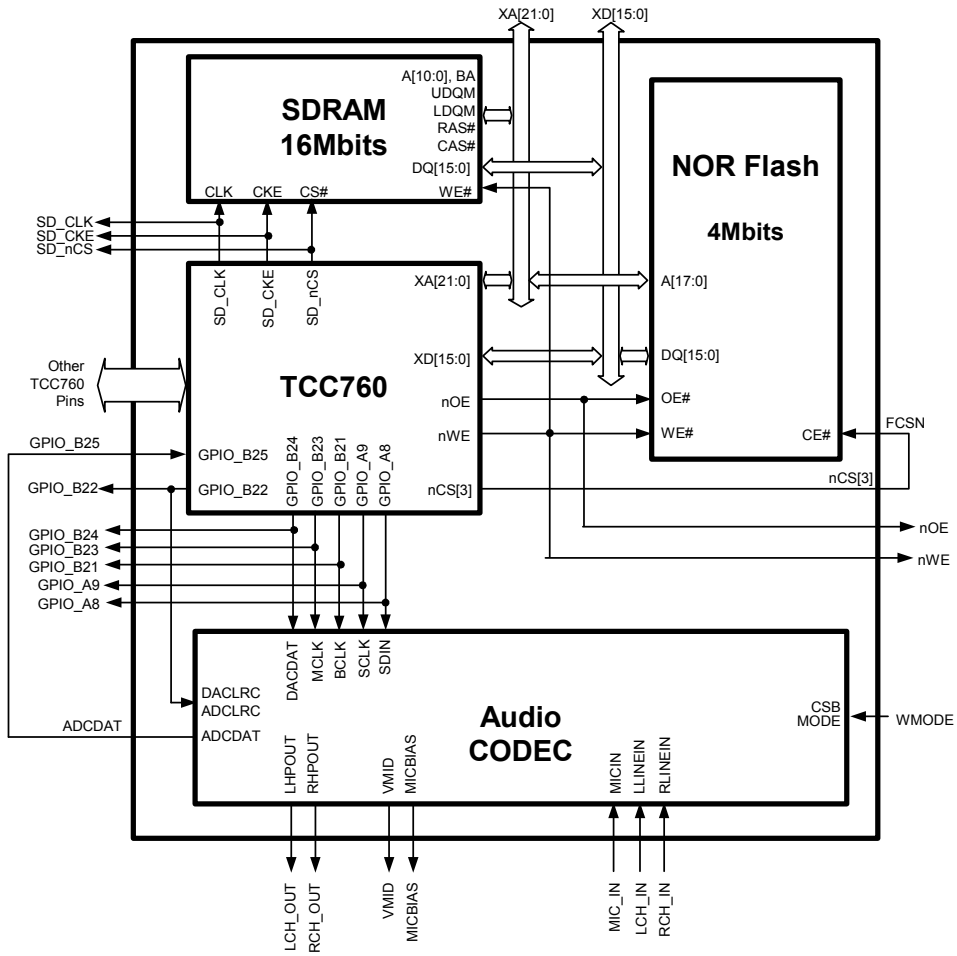 XA[21:0]
XD[15:0]
SDRAM
16Mbits
A[10:0], BA
UDQM
LDQM
RAS#
CAS#
DQ[15:0]
WE#
CLK
CKE
CS#
NOR Flash
4Mbits
A[17:0]
DQ[15:0]
OE#
WE#
CE#
FCSN
nCS[3]
SD_CLK
SD_CKE
SD_nCS
SD_CLK
SD_CKE
SD_nCS
TCC760
XA[21:0]
XD[15:0]
nOE
nWE
nCS[3]
Other
TCC760
Pins
GPIO_B25
GPIO_B25
GPIO_B22
GPIO_B22
GPIO_B24
GPIO_B23
GPIO_B21
GPIO_A9
GPIO_A8
GPIO_B24
GPIO_B23
GPIO_B21
GPIO_A9
GPIO_A8
nOE
nWE
DACDAT
MCLK
BCLK
SCLK
SDIN
DACLRC
ADCLRC
ADCDAT
ADCDAT
Audio
CODEC
CSB
MODE
WMODE
LHPOUT
RHPOUT
VMID
MICBIAS
MICIN
LLINEIN
RLINEIN
LCH_OUT
RCH_OUT
VMID
MICBIAS
MIC_IN
LCH_IN
RCH_IN